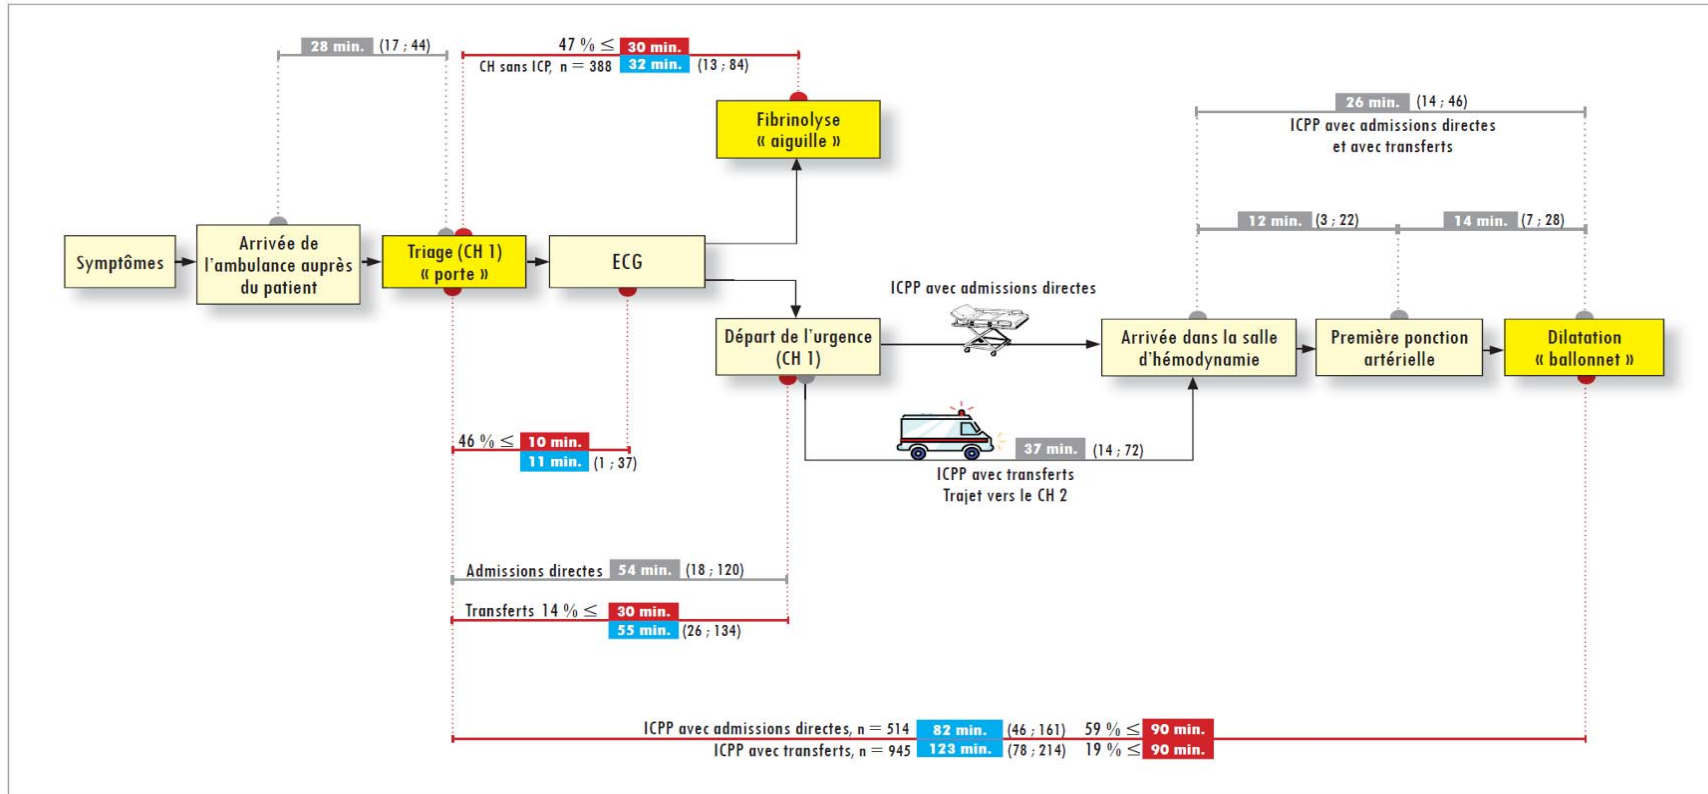 28 min. (17 ; 44)
47 % ≤ 30 min.
CH sans ICP, n = 388 32 min. (13 ; 84)
26 min. (14 ; 46)
ICPP avec admissions directes
et avec transferts
Fibrinolyse
« aiguille »
12 min. (3 ; 22)
14 min. (7 ; 28)
Symptômes
Arrivée de
l'ambulance auprès
du patient
Triage (CH 1)
« porte »
ECG
ICPP avec admissions directes
Départ de l'urgence
(CH 1)
Arrivée dans la salle
d'hémodynamie
Première ponction
artérielle
Dilatation
« ballonnet »
46 % ≤ 10 min.
11 min. (1 ; 37)
37 min. (14 ; 72)
ICPP avec transferts
Trajet vers le CH 2
Admissions directes 54 min. (18 ; 120)
Transferts 14 % ≤ 30 min.
55 min. (26 ; 134)
ICPP avec admissions directes, n = 514 82 min. (46 ; 161) 59 % ≤ 90 min.
ICPP avec transferts, n = 945 123 min. (78 ; 214) 19 % ≤ 90 min.